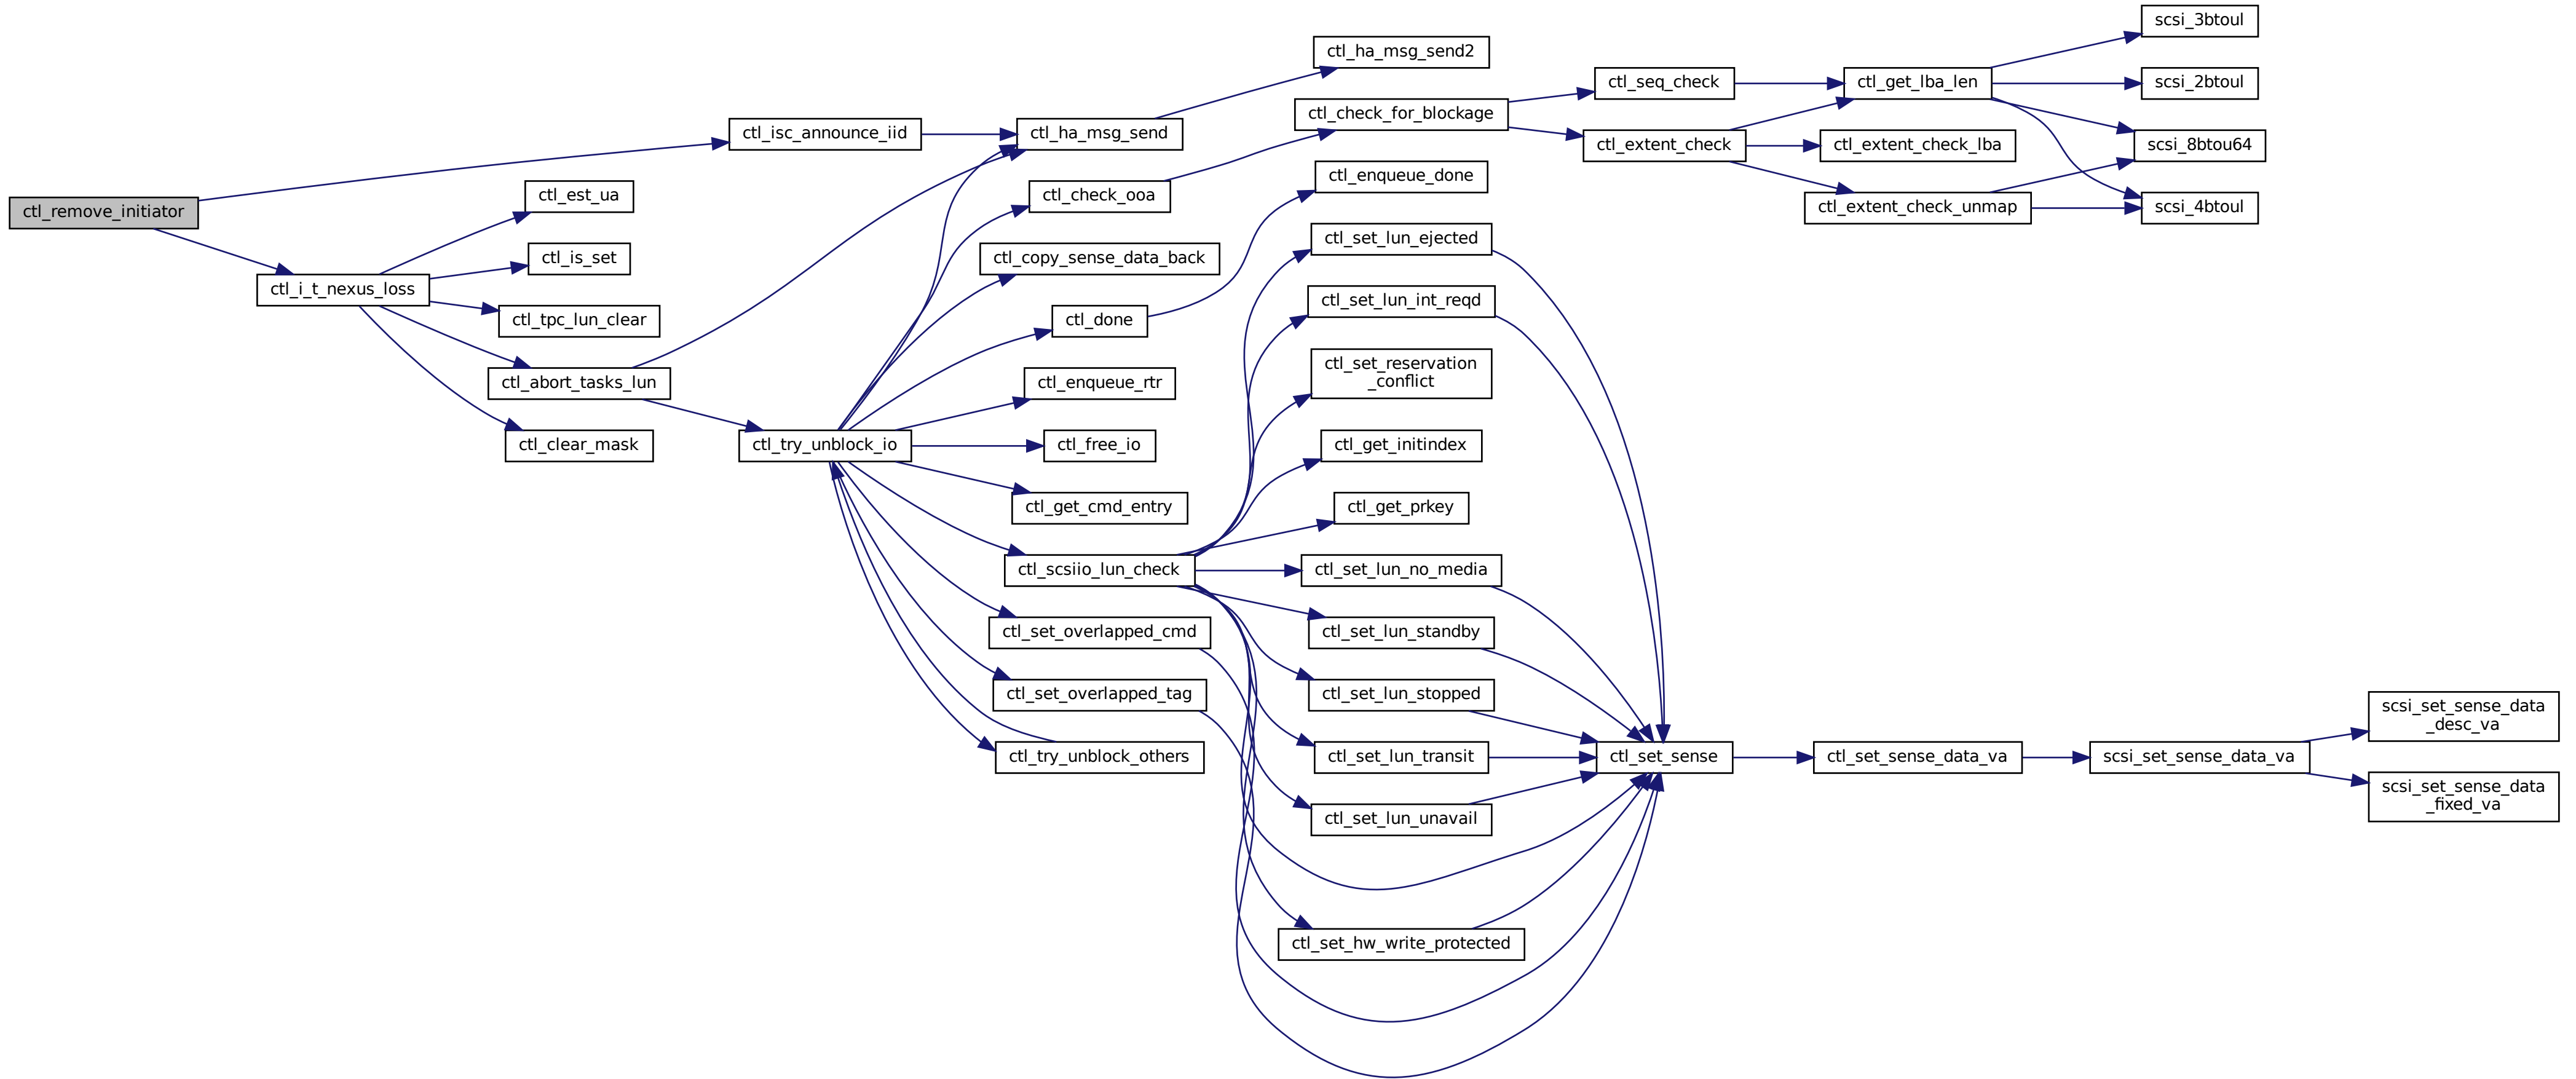 ctl_remove_initiator
ctl_isc_announce_iid
ctl_i_t_nexus_loss
ctl_est_ua
ctl_is_set
ctl_tpc_lun_clear
ctl_abort_tasks_lun
ctl_clear_mask
ctl_try_unblock_io
ctl_ha_msg_send
ctl_check_ooa
ctl_copy_sense_data_back
ctl_done
ctl_enqueue_rtr
ctl_free_io
ctl_get_cmd_entry
ctl_scsiio_lun_check
ctl_set_overlapped_cmd
ctl_set_overlapped_tag
ctl_try_unblock_others
ctl_ha_msg_send2
ctl_check_for_blockage
ctl_enqueue_done
ctl_set_lun_ejected
ctl_set_lun_int_reqd
ctl_set_reservation
_conflict
ctl_get_initindex
ctl_get_prkey
ctl_set_lun_no_media
ctl_set_lun_standby
ctl_set_lun_stopped
ctl_set_lun_transit
ctl_set_lun_unavail
ctl_set_hw_write_protected
ctl_seq_check
ctl_extent_check
ctl_set_sense
ctl_get_lba_len
ctl_extent_check_lba
ctl_extent_check_unmap
ctl_set_sense_data_va
scsi_3btoul
scsi_2btoul
scsi_8btou64
scsi_4btoul
scsi_set_sense_data_va
scsi_set_sense_data
_desc_va
scsi_set_sense_data
_fixed_va